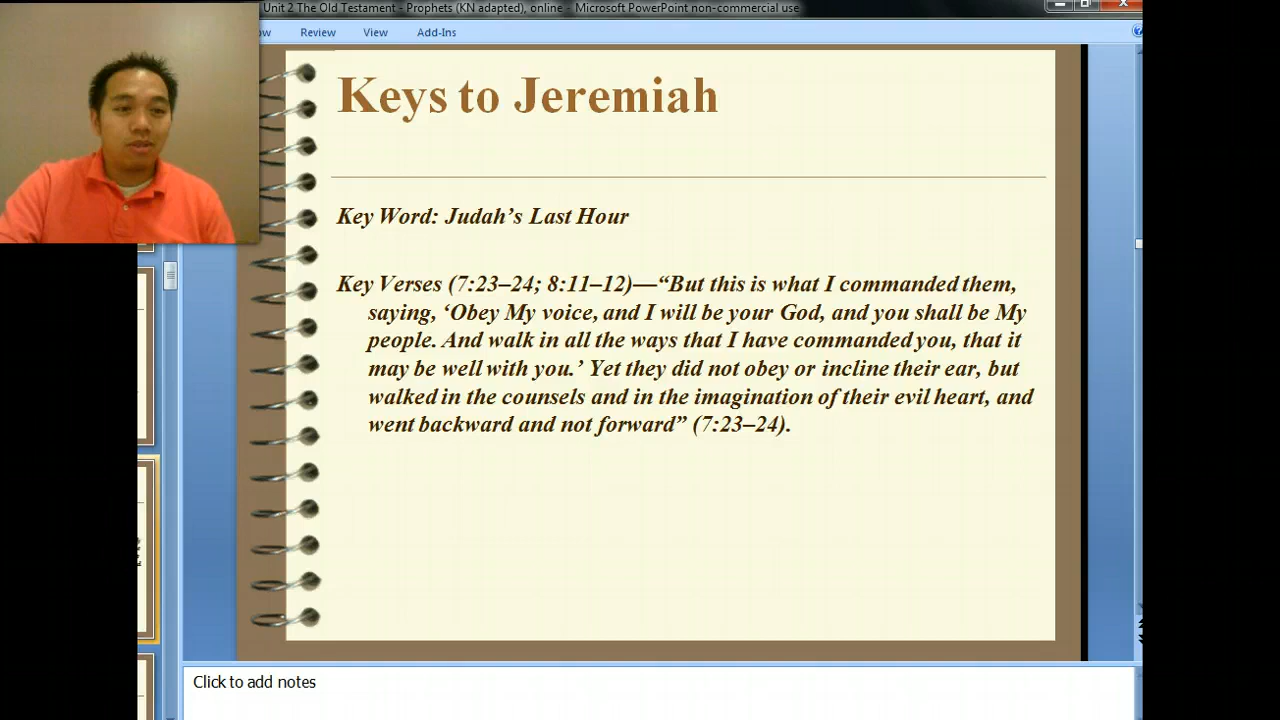 Unit 2 The Old Testament - Prophets (KN adapted), online - Microsoft PowerPoint non-commercial use
Review View Add-Ins
Keys to Jeremiah
Key Word: Judah’s Last Hour
Key Verses (7:23–24; 8:11–12)—“But this is what I commanded them,
saying, ‘Obey My voice, and I will be your God, and you shall be My
people. And walk in all the ways that I have commanded you, that it
may be well with you.’ Yet they did not obey or incline their ear, but
walked in the counsels and in the imagination of their evil heart, and
went backward and not forward” (7:23–24).
Click to add notes